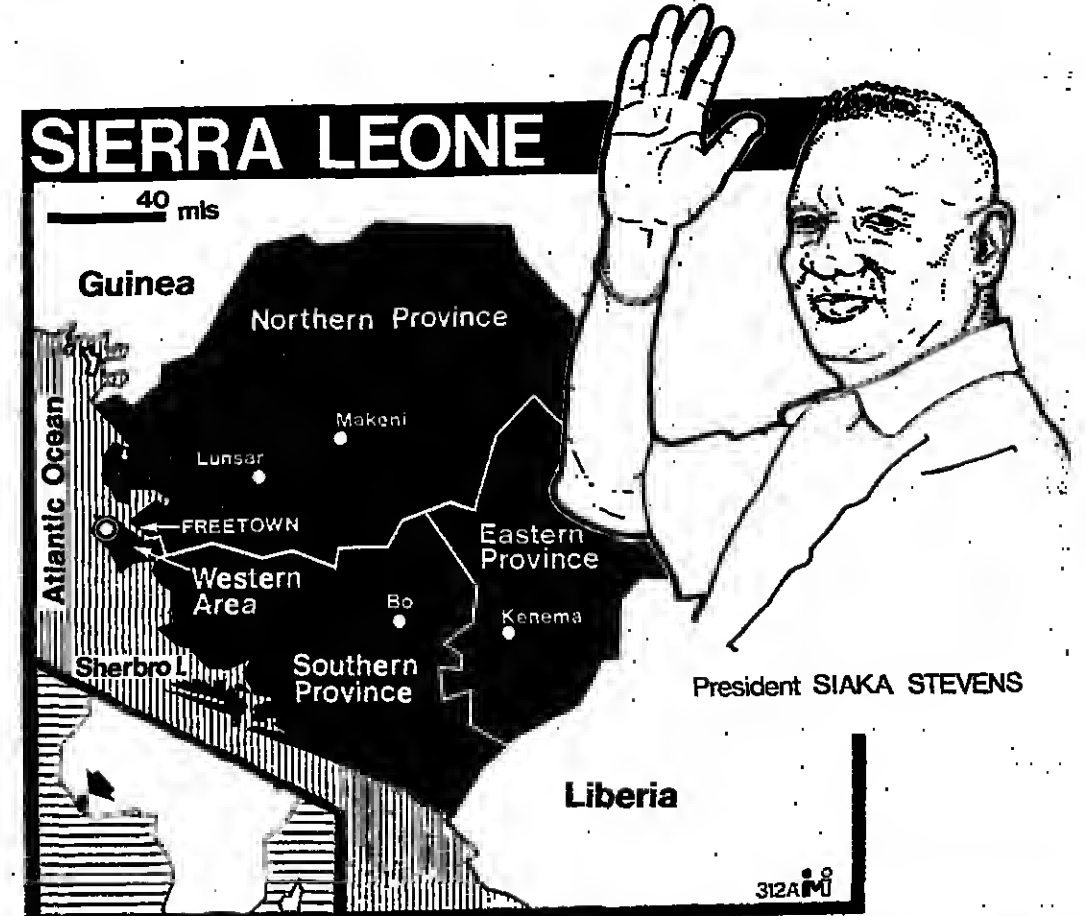 SIERRA LEONE
40 mls
Guinea
Northern Province
Makeni
Lunsar
Atlantic Ocean
FREETOWN
Eastern
Province
Western
Area
Bo
Kenema
Sherbro I.
Southern
Province
President SIAKA STEVENS
Liberia
312A